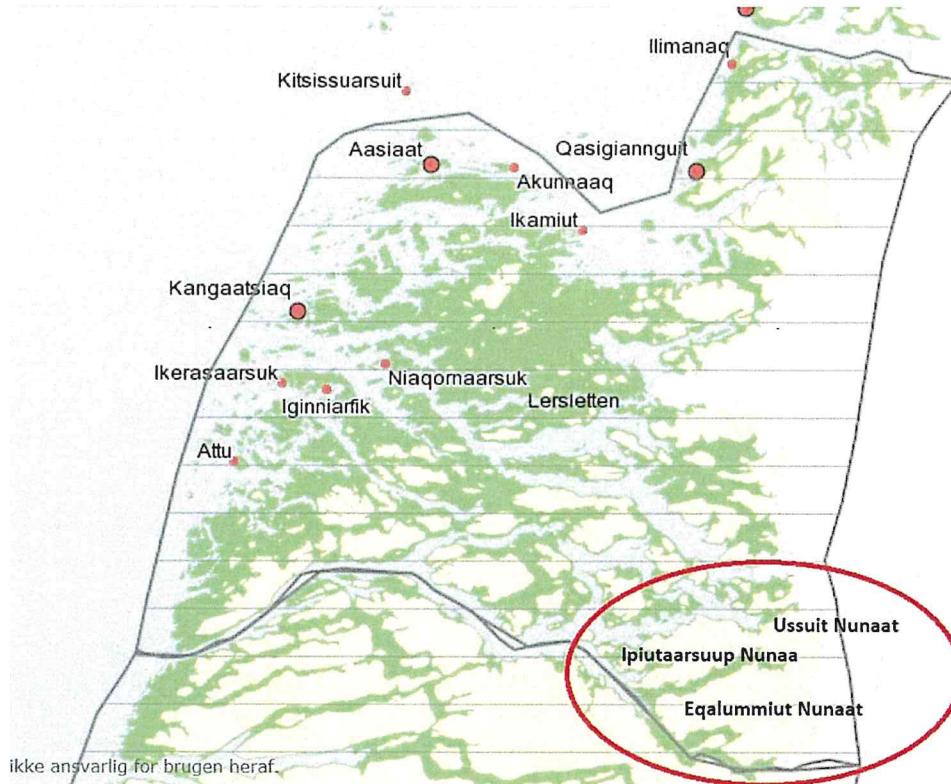 Ilimanaq
Kitsissuarsuit
Aasiaat
Qasigiannguit
Akunnaaq
Ikamiut
Kangaatsiaq
Ikerasaarsuk
Niaqornaarsuk
Iginniarfik
Lersletten
Attu
Ussuit Nunaat
Ipiutaarsuup Nunaa
Eqalummiut Nunaat
ikke ansvarlig for brugen heraf.